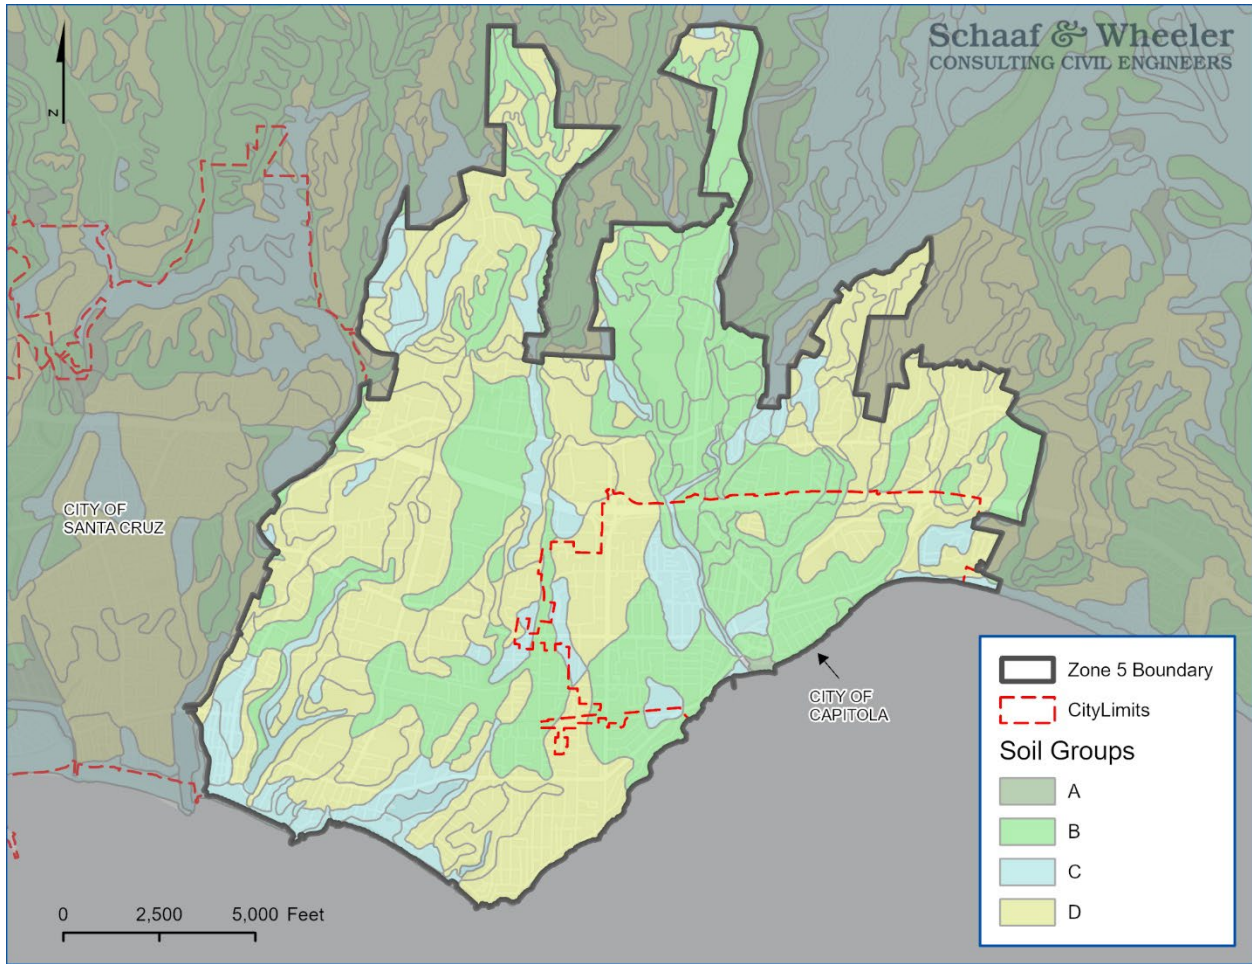 Schaaf & Wheeler
CONSULTING CIVIL ENGINEERS
N
CITY OF
SANTA CRUZ
CITY OF
CAPITOLA
Zone 5 Boundary
CityLimits
Soil Groups
A
B
C
D
0 2,500 5,000 Feet